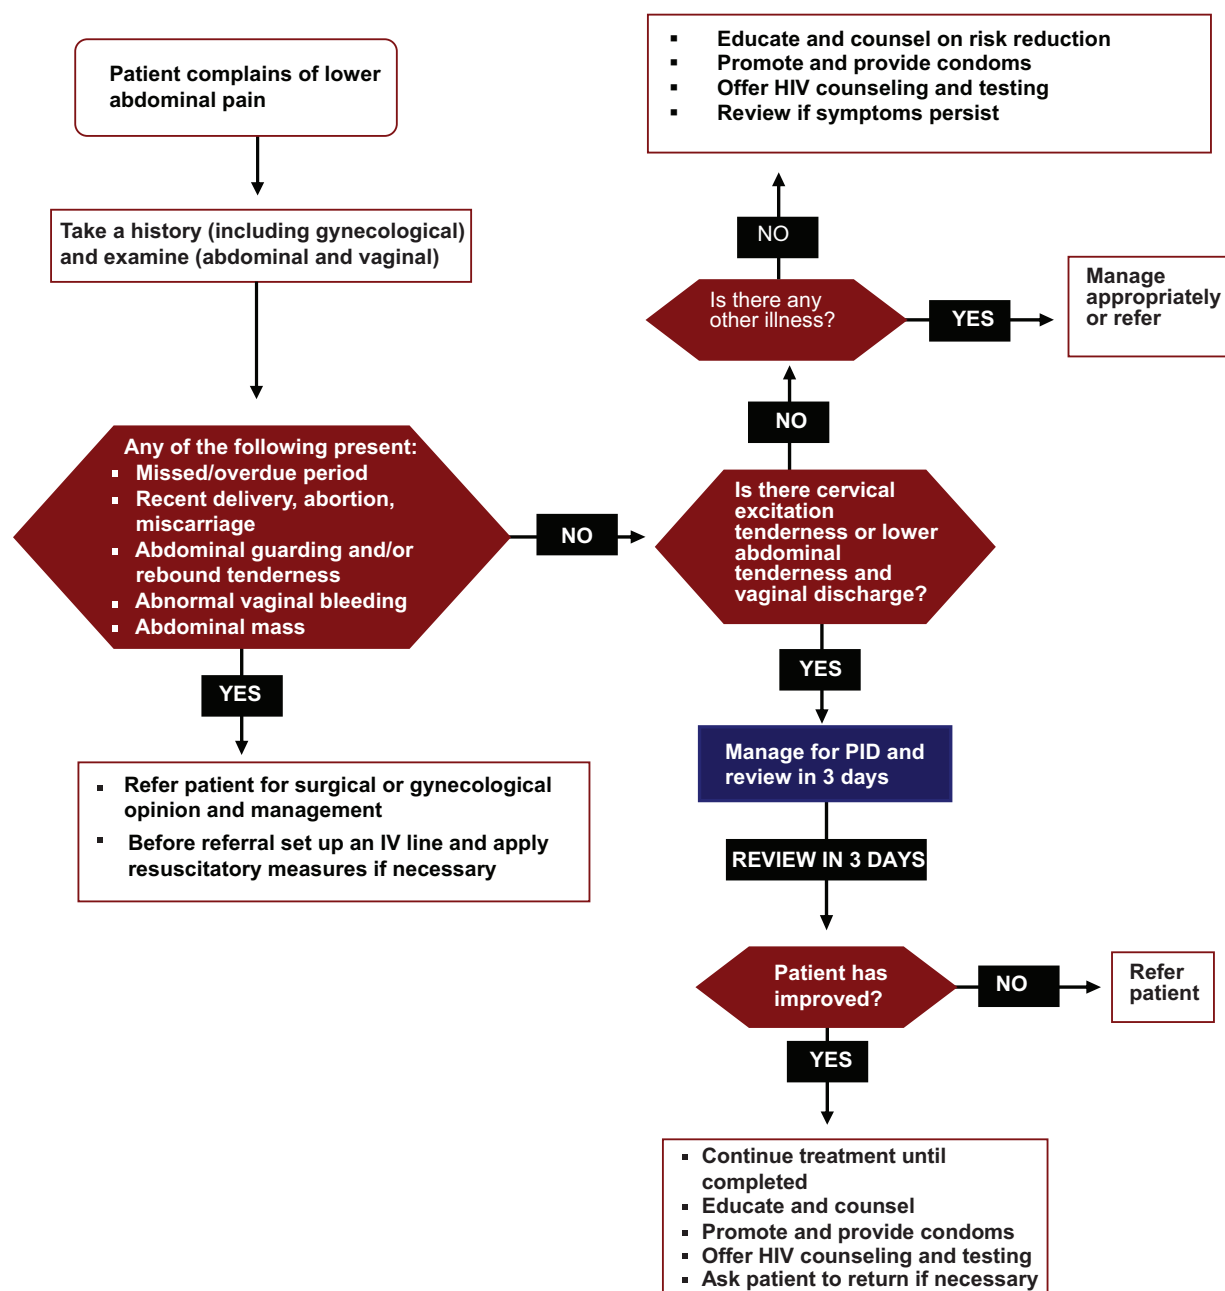 Patient complains of lower
abdominal pain
Take a history (including gynecological)
and examine (abdominal and vaginal)
Any of the following present:
▪ Missed/overdue period
▪ Recent delivery, abortion,
miscarriage
▪ Abdominal guarding and/or
rebound tenderness
▪ Abnormal vaginal bleeding
▪ Abdominal mass
YES
▪ Refer patient for surgical or gynecological
opinion and management
▪ Before referral set up an IV line and apply
resuscitatory measures if necessary
NO
Is there cervical
excitation
tenderness or lower
abdominal
tenderness and
vaginal discharge?
NO
Is there any
other illness?
NO
▪ Educate and counsel on risk reduction
▪ Promote and provide condoms
▪ Offer HIV counseling and testing
▪ Review if symptoms persist
YES
Manage
appropriately
or refer
YES
Manage for PID and
review in 3 days
REVIEW IN 3 DAYS
Patient has
improved?
NO
Refer
patient
YES
▪ Continue treatment until
completed
▪ Educate and counsel
▪ Promote and provide condoms
▪ Offer HIV counseling and testing
▪ Ask patient to return if necessary